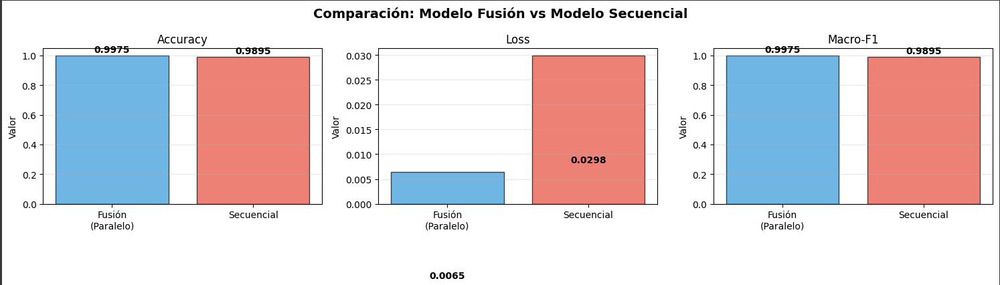 Comparación: Modelo Fusión vs Modelo Secuencial
Accuracy
Valor
1.0
0.8
0.6
0.4
0.2
0.0
0.9975
0.9895
Fusión
(Paralelo)
Secuencial
Loss
Valor
0.030
0.025
0.020
0.015
0.010
0.005
0.000
0.0298
Fusión
(Paralelo)
Secuencial
0.0065
Macro-F1
Valor
1.0
0.8
0.6
0.4
0.2
0.0
0.9975
0.9895
Fusión
(Paralelo)
Secuencial